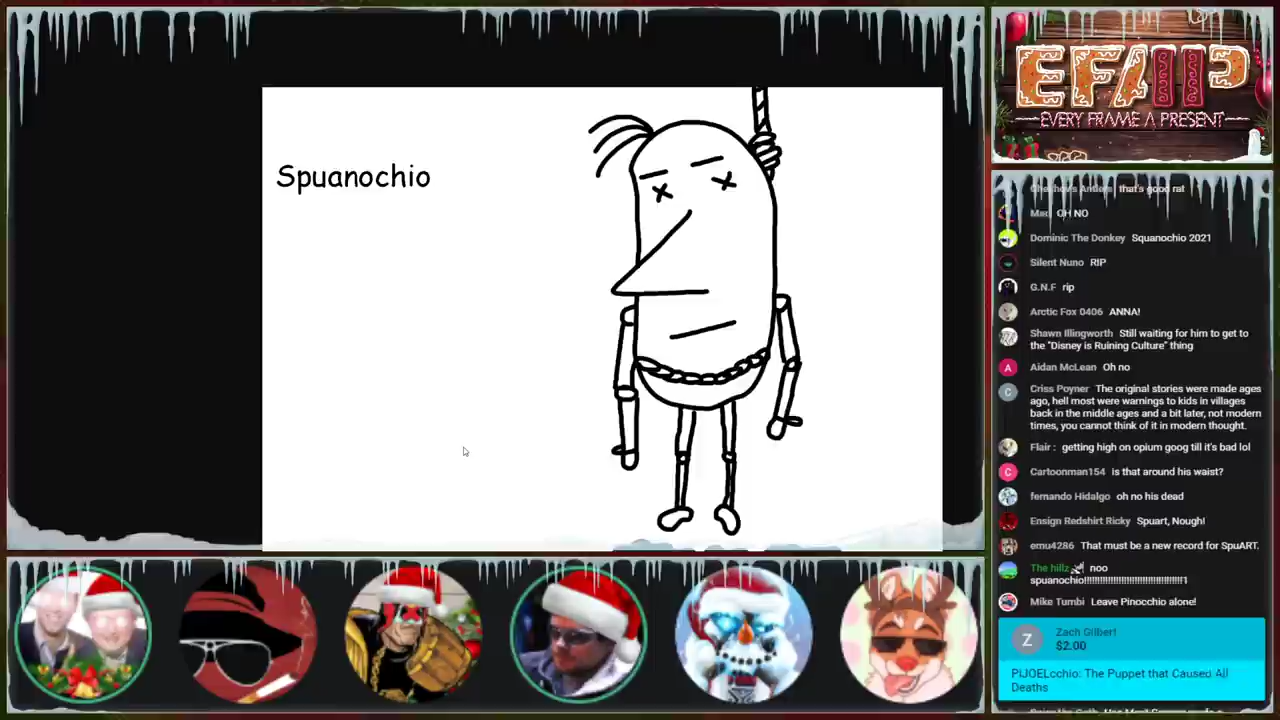 Spuanochio
EFAIIP
EVERY FRAME A PRESENT
that's good rat
OH NO
Dominic The Donkey Squanochio 2021
Silent Nuno RIP
G.N.F rip
Arctic Fox 0406 ANNA!
Shawn Illingworth Still waiting for him to get to
the "Disney is Ruining Culture" thing
A Aidan McLean Oh no
C Criss Poyner The original stories were made ages
ago, hell most were warnings to kids in villages
back in the middle ages and a bit later, not modern
times, you cannot think of it in modern thought.
Flair : getting high on opium goog till it's bad lol
C Cartoonman154 is that around his waist?
fernando Hidalgo oh no his dead
Ensign Redshirt Ricky Spuart, Nough!
emu4286 That must be a new record for SpuART.
The hillz noo
Mike Tumbi Leave Pinocchio alone!
Z Zach Gilbert
$2.00
PiJOELcchio: The Puppet that Caused All
Deaths